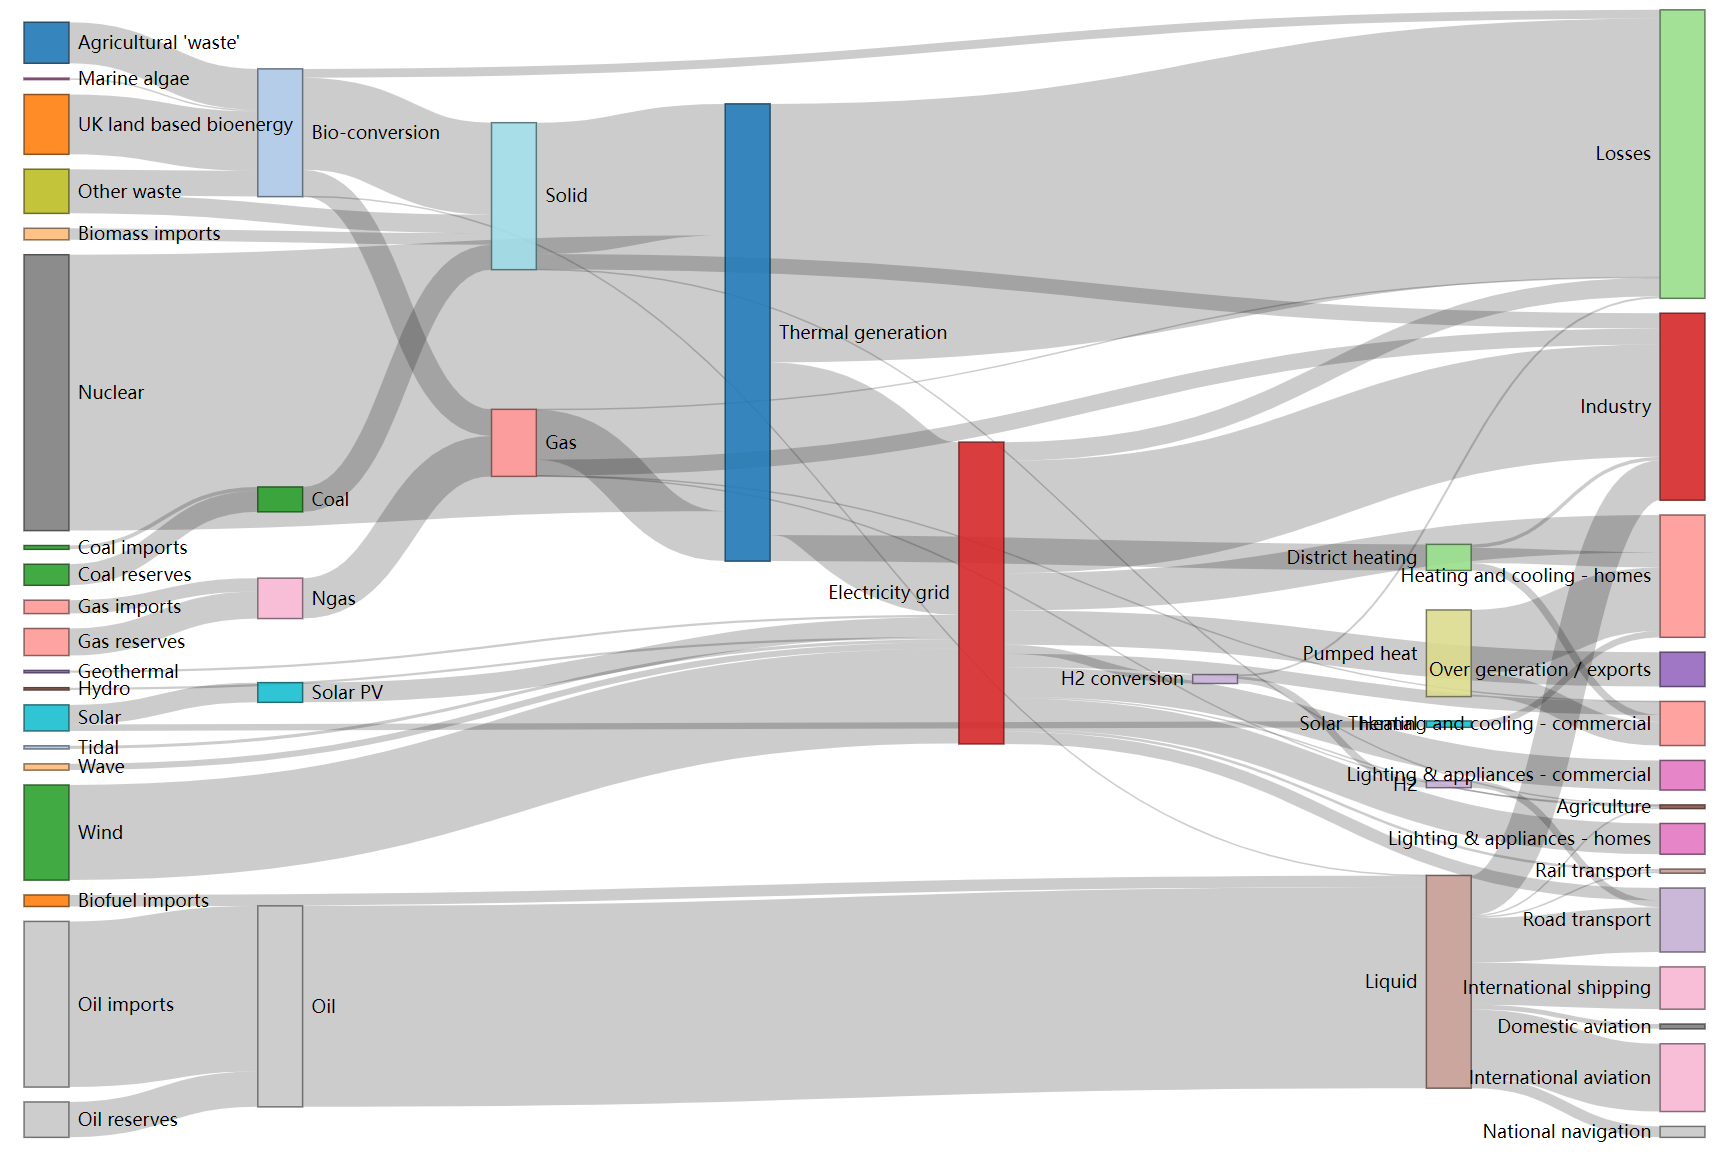 Agricultural 'waste'
Marine algae
UK land based bioenergy
Other waste
Biomass imports
Nuclear
Coal imports
Coal reserves
Gas imports
Gas reserves
Geothermal
Hydro
Solar
Tidal
Wave
Wind
Biofuel imports
Oil imports
Oil reserves
Bio-conversion
Coal
Ngas
Solar PV
Oil
Solid
Gas
Thermal generation
Electricity grid
H2 conversion
District heating
Pumped heat
Solar Thermal
H2
Liquid
Losses
Industry
Heating and cooling - homes
Over generation / exports
Heating and cooling - commercial
Lighting & appliances - commercial
Agriculture
Lighting & appliances - homes
Rail transport
Road transport
International shipping
Domestic aviation
International aviation
National navigation